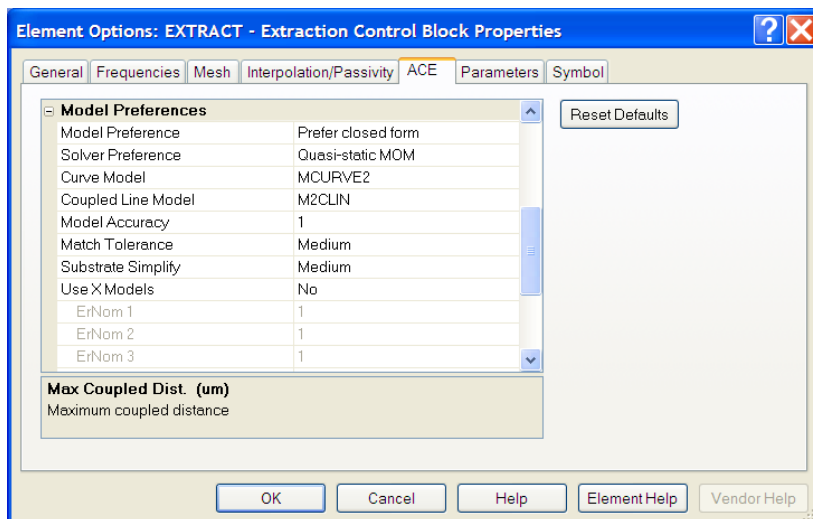 Element Options: EXTRACT - Extraction Control Block Properties
General Frequencies Mesh Interpolation/Passivity ACE Parameters Symbol
Model Preferences
Model Preference Prefer closed form
Solver Preference Quasi-static MOM
Curve Model MCURVE2
Coupled Line Model M2CLIN
Model Accuracy 1
Match Tolerance Medium
Substrate Simplify Medium
Use X Models No
ErNom 1 1
ErNom 2 1
ErNom 3 1
Reset Defaults
Max Coupled Dist. (um)
Maximum coupled distance
OK Cancel Help Element Help Vendor Help